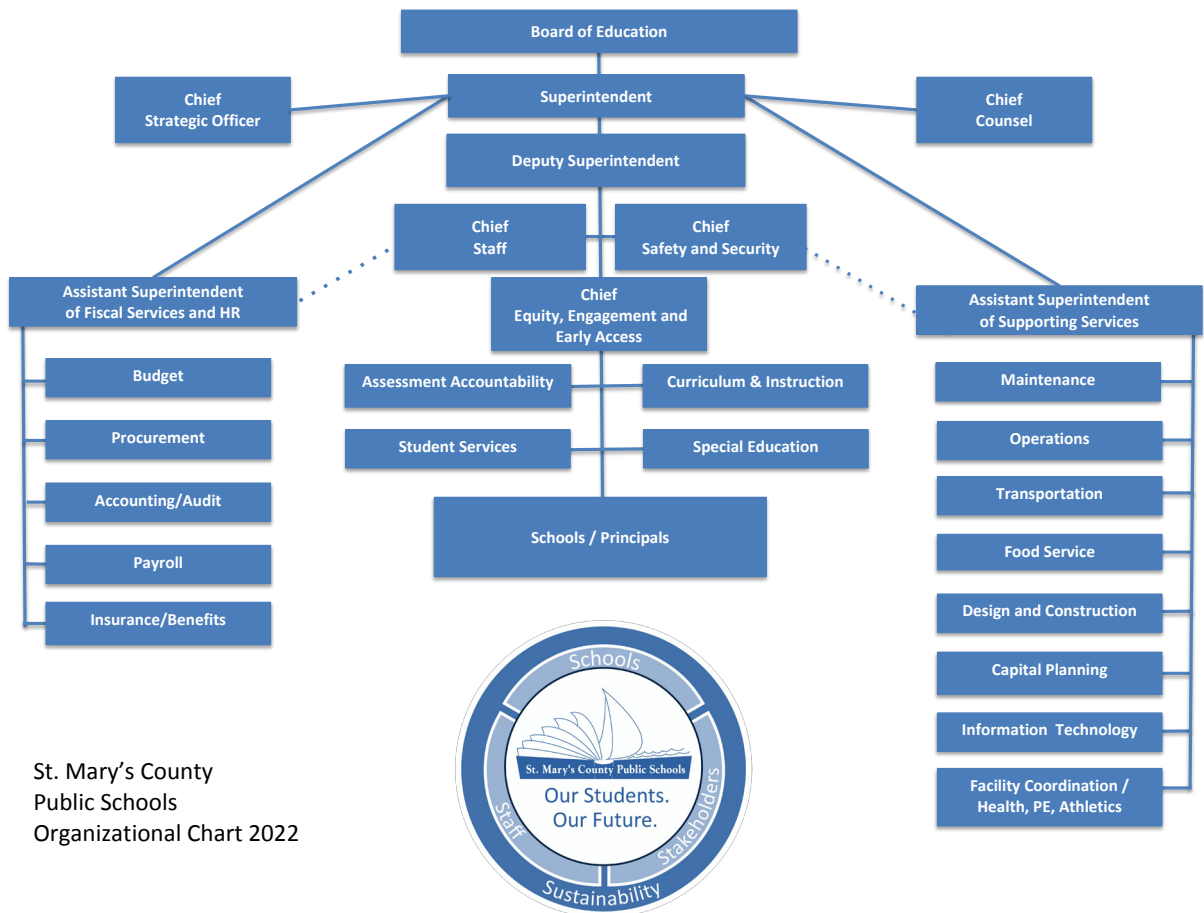 Board of Education
Superintendent
Chief
Strategic Officer
Chief
Counsel
Deputy Superintendent
Chief
Staff
Chief
Safety and Security
Assistant Superintendent
of Fiscal Services and HR
Chief
Equity, Engagement and
Early Access
Assistant Superintendent
of Supporting Services
Budget
Procurement
Accounting/Audit
Payroll
Insurance/Benefits
Assessment Accountability
Curriculum & Instruction
Student Services
Special Education
Schools / Principals
Maintenance
Operations
Transportation
Food Service
Design and Construction
Capital Planning
Information Technology
Facility Coordination /
Health, PE, Athletics
St. Mary's County
Public Schools
Organizational Chart 2022
Schools
St. Mary's County Public Schools
Our Students.
Our Future.
Staff
Stakeholders
Sustainability